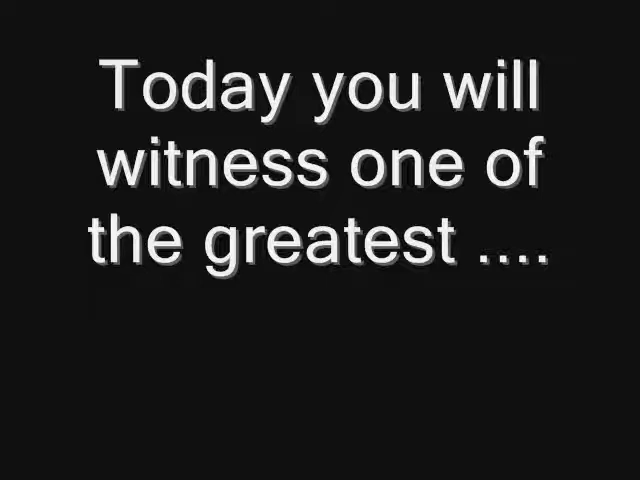 Today you will
witness one of
the greatest ....